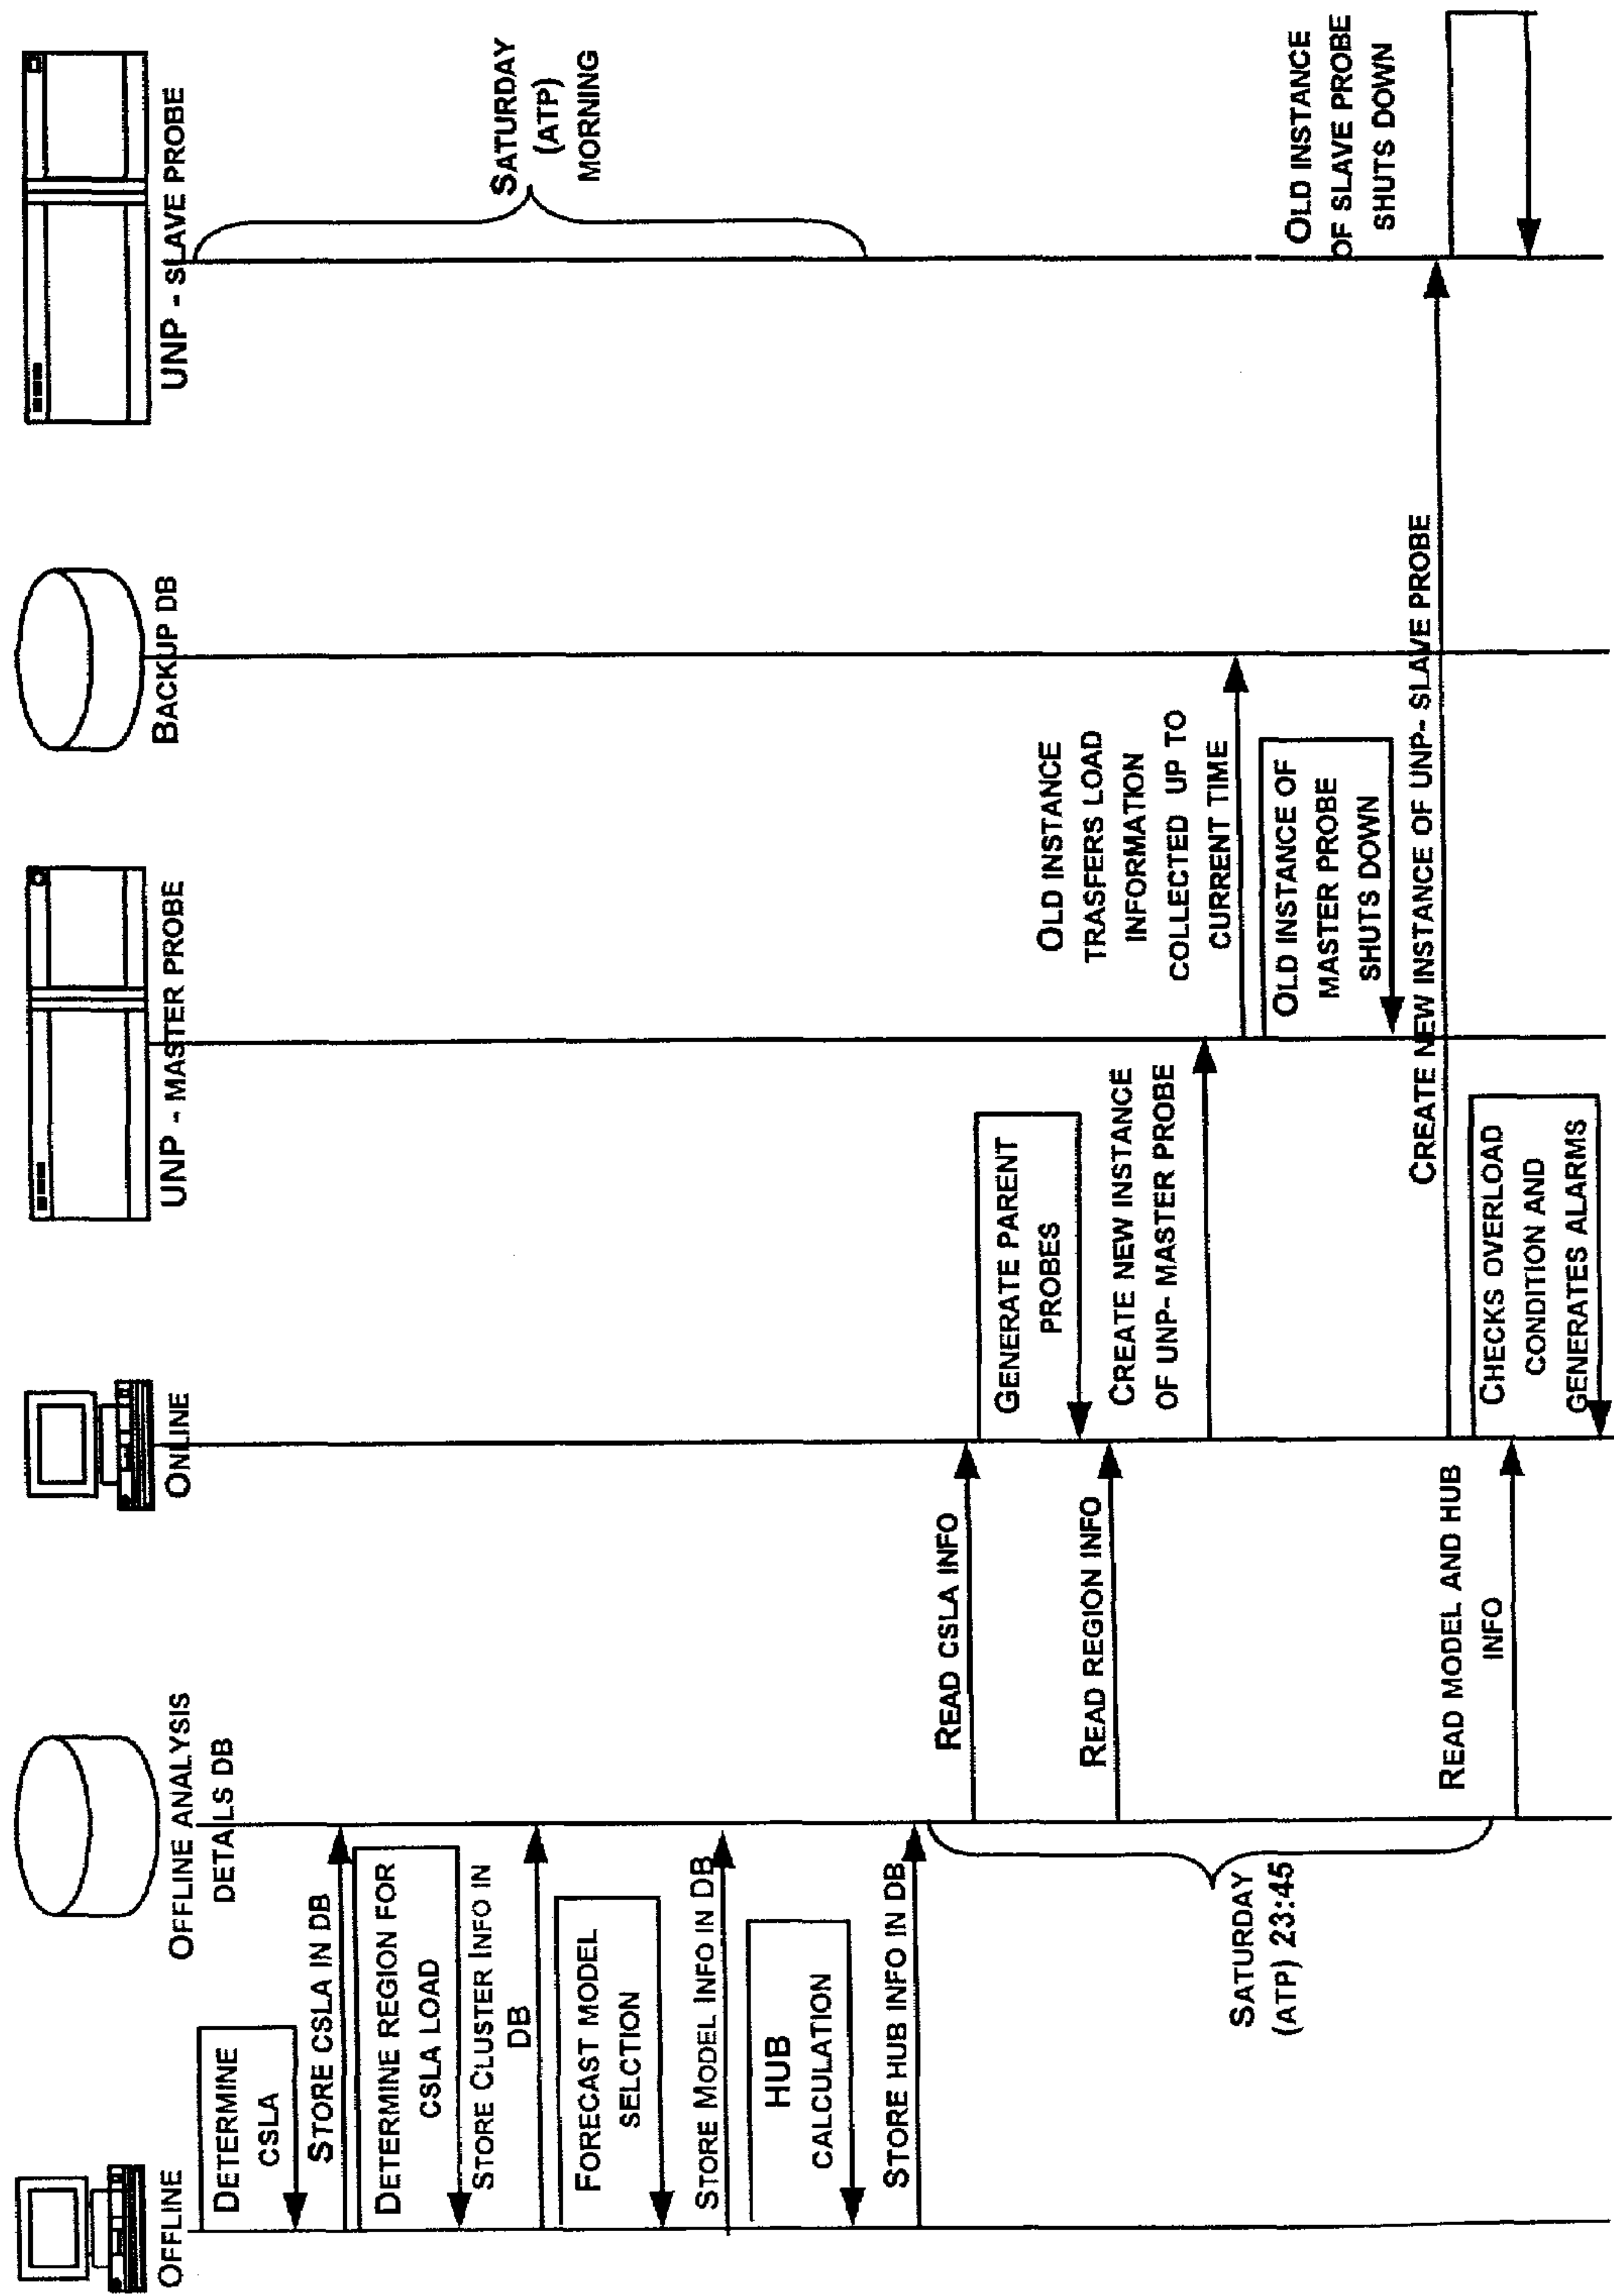 OFFLINE
OFFLINE ANALYSIS
DETAILS DB
ONLINE
UNP - MASTER PROBE
BACKUP DB
UNP - SLAVE PROBE
DETERMINE
CSLA
STORE CSLA IN DB
DETERMINE REGION FOR
CSLA LOAD
STORE CLUSTER INFO IN
DB
FORECAST MODEL
SELCTION
STORE MODEL INFO IN DB
HUB
CALCULATION
STORE HUB INFO IN DB
SATURDAY
(ATP)
MORNING
READ CSLA INFO
GENERATE PARENT
PROBES
READ REGION INFO
CREATE NEW INSTANCE
OF UNP- MASTER PROBE
OLD INSTANCE
TRASFERS LOAD
INFORMATION
COLLECTED UP TO
CURRENT TIME
OLD INSTANCE OF
MASTER PROBE
SHUTS DOWN
SATURDAY
(ATP) 23:45
CREATE NEW INSTANCE OF UNP- SLAVE PROBE
OLD INSTANCE
OF SLAVE PROBE
SHUTS DOWN
READ MODEL AND HUB
INFO
CHECKS OVERLOAD
CONDITION AND
GENERATES ALARMS